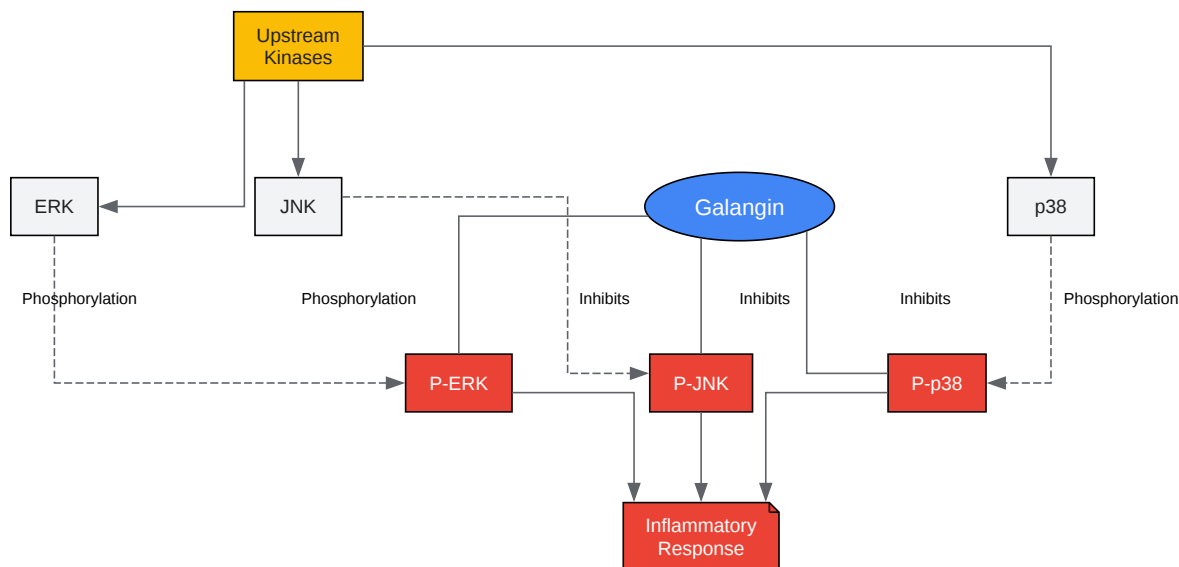 Upstream
Kinases
ERK
JNK
Galangin
p38
Phosphorylation
Phosphorylation
Inhibits
Inhibits
Inhibits
Phosphorylation
P-ERK
P-JNK
P-p38
Inflammatory
Response